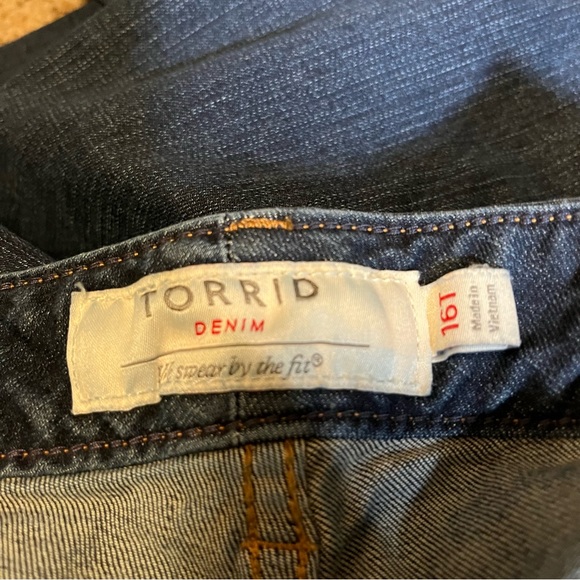 TORRID
DENIM
swear by the fit®
16T
Made in
Vietnam